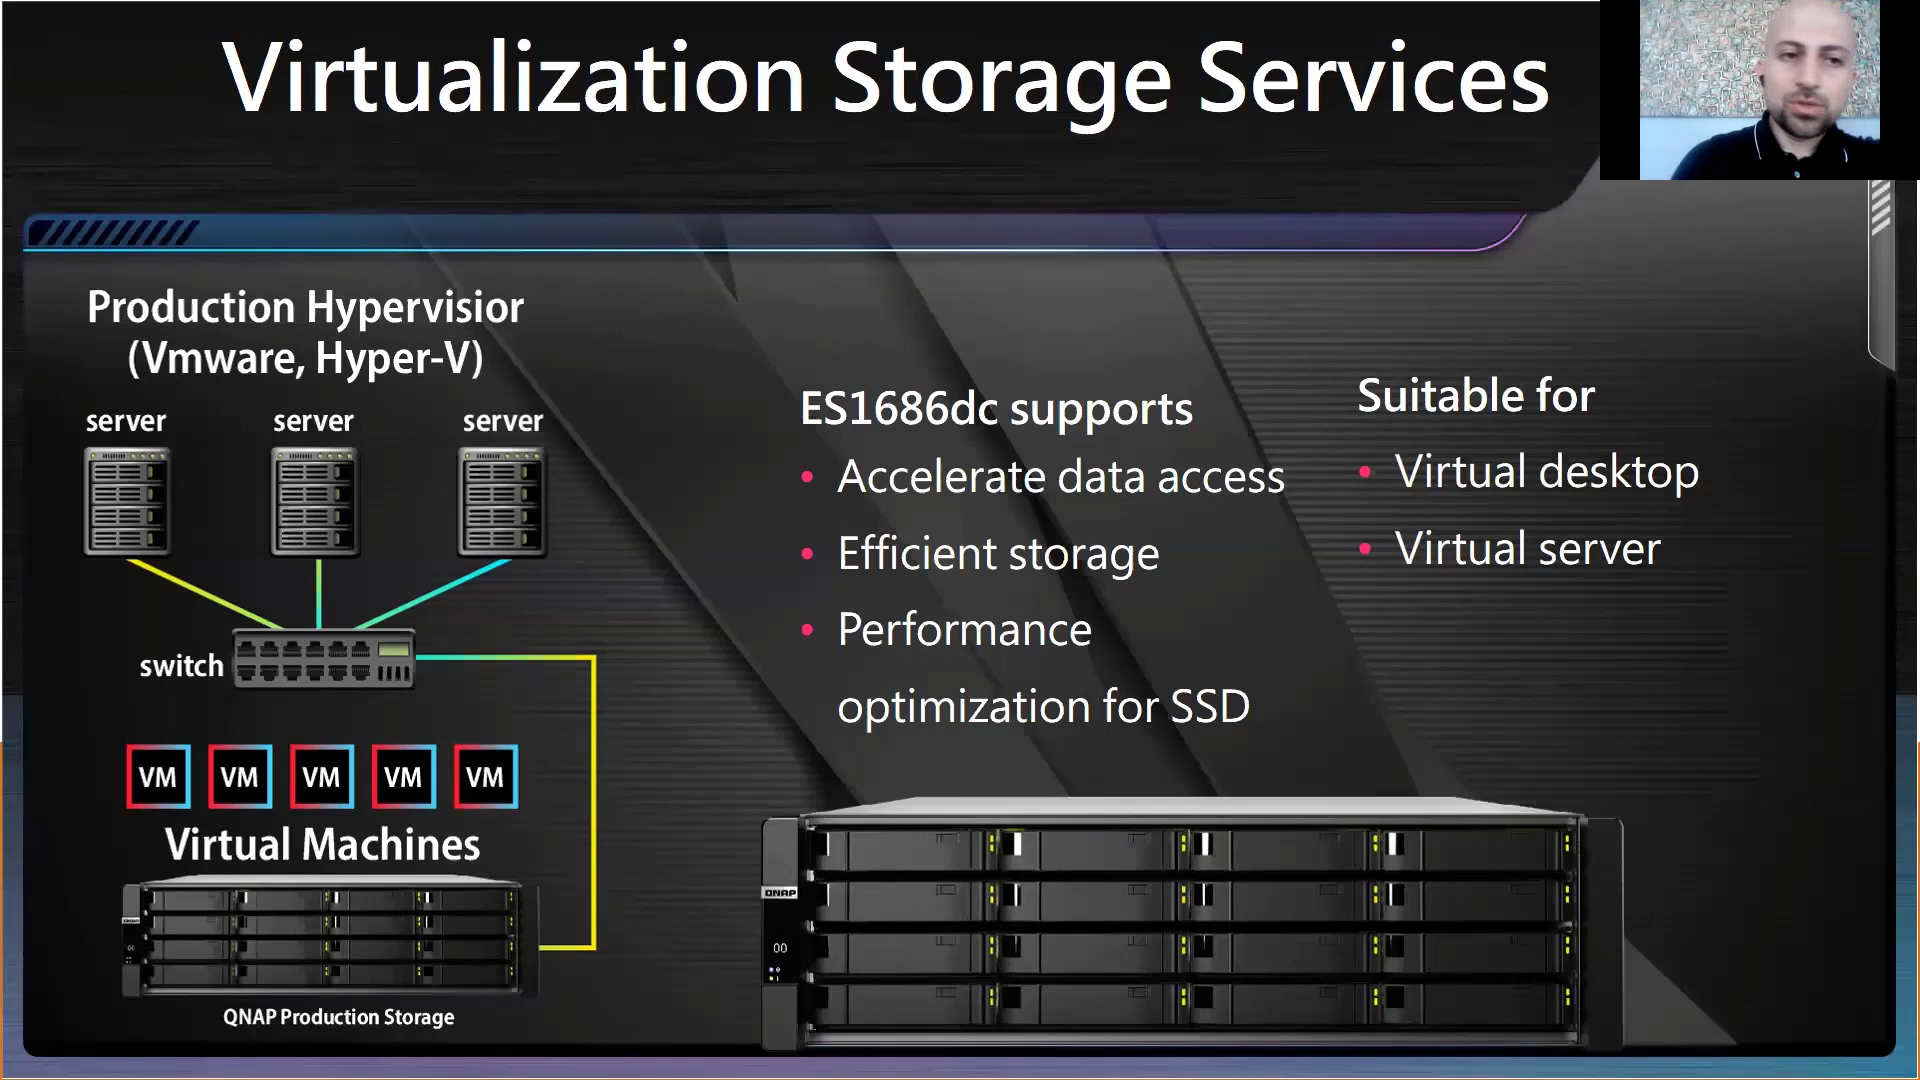 Virtualization Storage Services
Production Hypervisior
(Vmware, Hyper-V)
server server server
switch
VM VM VM VM VM
Virtual Machines
QNAP Production Storage
ES1686dc supports
• Accelerate data access
• Efficient storage
• Performance
optimization for SSD
Suitable for
• Virtual desktop
• Virtual server
QNAP
00